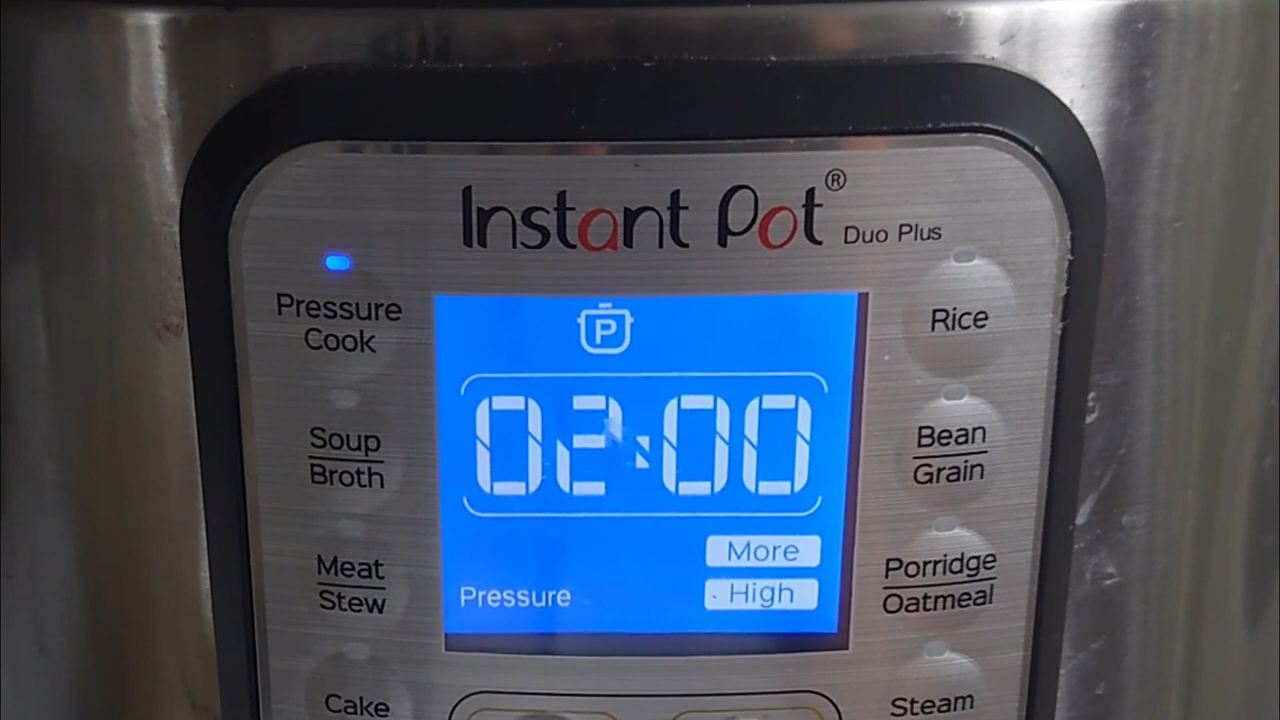 Instant Pot®
Duo Plus
Pressure
Cook
Soup
Broth
Meat
Stew
Cake
P
02:00
More
Pressure High
Rice
Bean
Grain
Porridge
Oatmeal
Steam